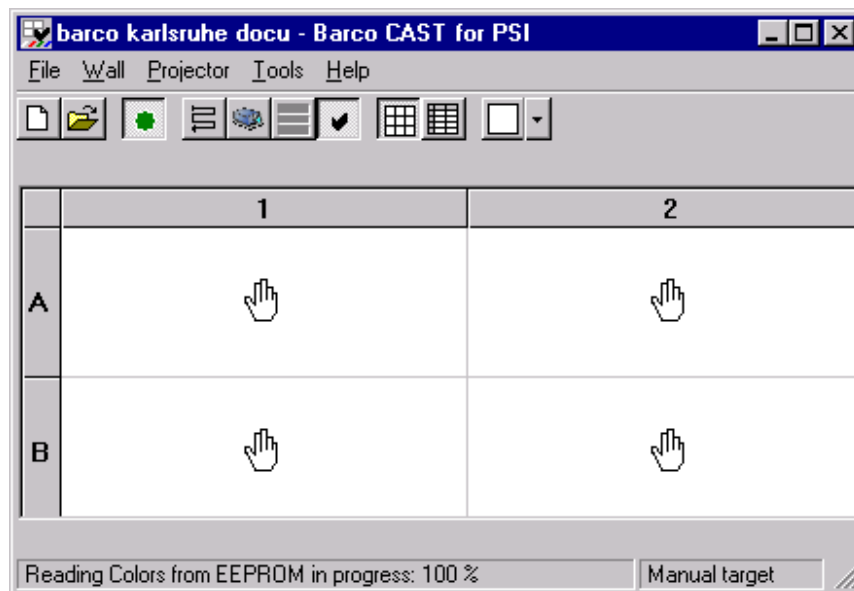 barco karlsruhe docu - Barco CAST for PSI
File Wall Projector Tools Help
1 2
A
B
Reading Colors from EEPROM in progress: 100 % Manual target